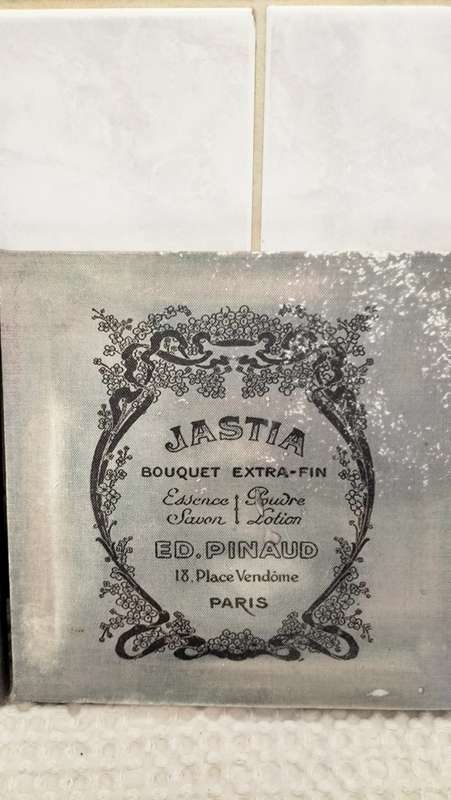 JASTIA
BOUQUET EXTRA-FIN
Essence Poudre
Savon Lotion
ED. PINAUD
18, Place Vendôme
PARIS